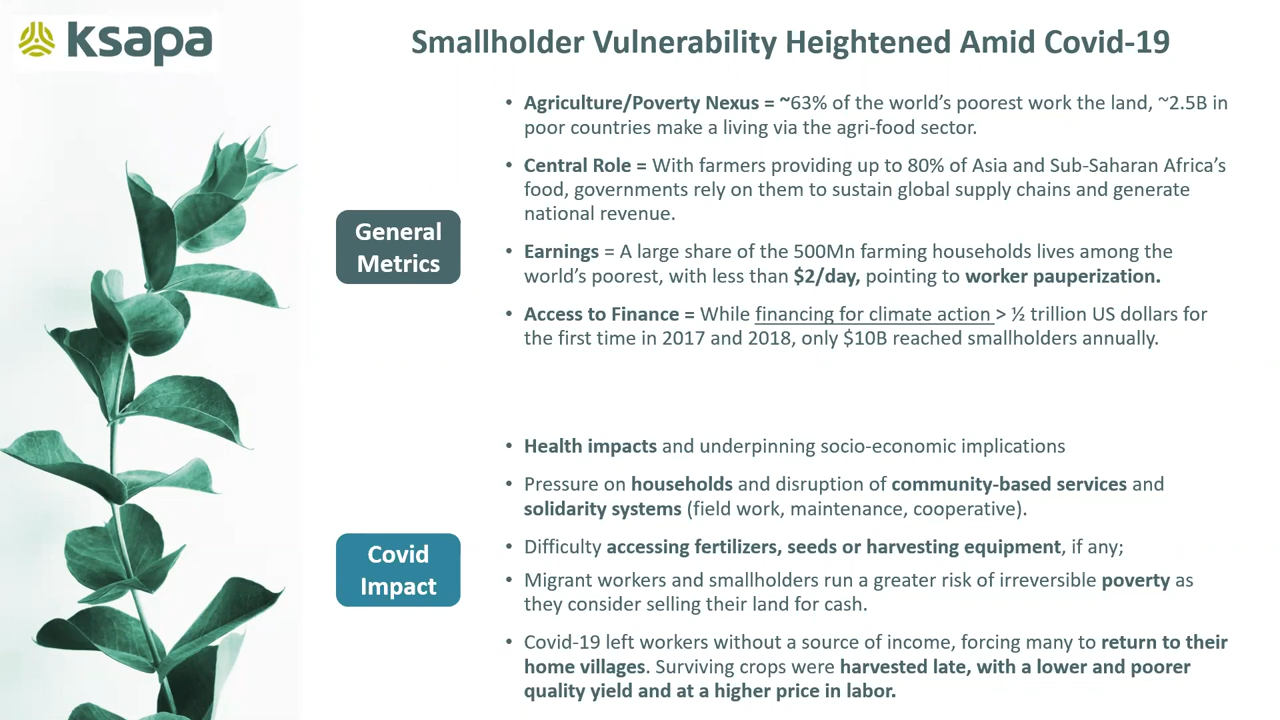 ksapa
Smallholder Vulnerability Heightened Amid Covid-19
General
Metrics
• Agriculture/Poverty Nexus = ~63% of the world’s poorest work the land, ~2.5B in
poor countries make a living via the agri-food sector.
• Central Role = With farmers providing up to 80% of Asia and Sub-Saharan Africa’s
food, governments rely on them to sustain global supply chains and generate
national revenue.
• Earnings = A large share of the 500Mn farming households lives among the
world’s poorest, with less than $2/day, pointing to worker pauperization.
• Access to Finance = While financing for climate action > ½ trillion US dollars for
the first time in 2017 and 2018, only $10B reached smallholders annually.
Covid
Impact
• Health impacts and underpinning socio-economic implications
• Pressure on households and disruption of community-based services and
solidarity systems (field work, maintenance, cooperative).
• Difficulty accessing fertilizers, seeds or harvesting equipment, if any;
• Migrant workers and smallholders run a greater risk of irreversible poverty as
they consider selling their land for cash.
• Covid-19 left workers without a source of income, forcing many to return to their
home villages. Surviving crops were harvested late, with a lower and poorer
quality yield and at a higher price in labor.